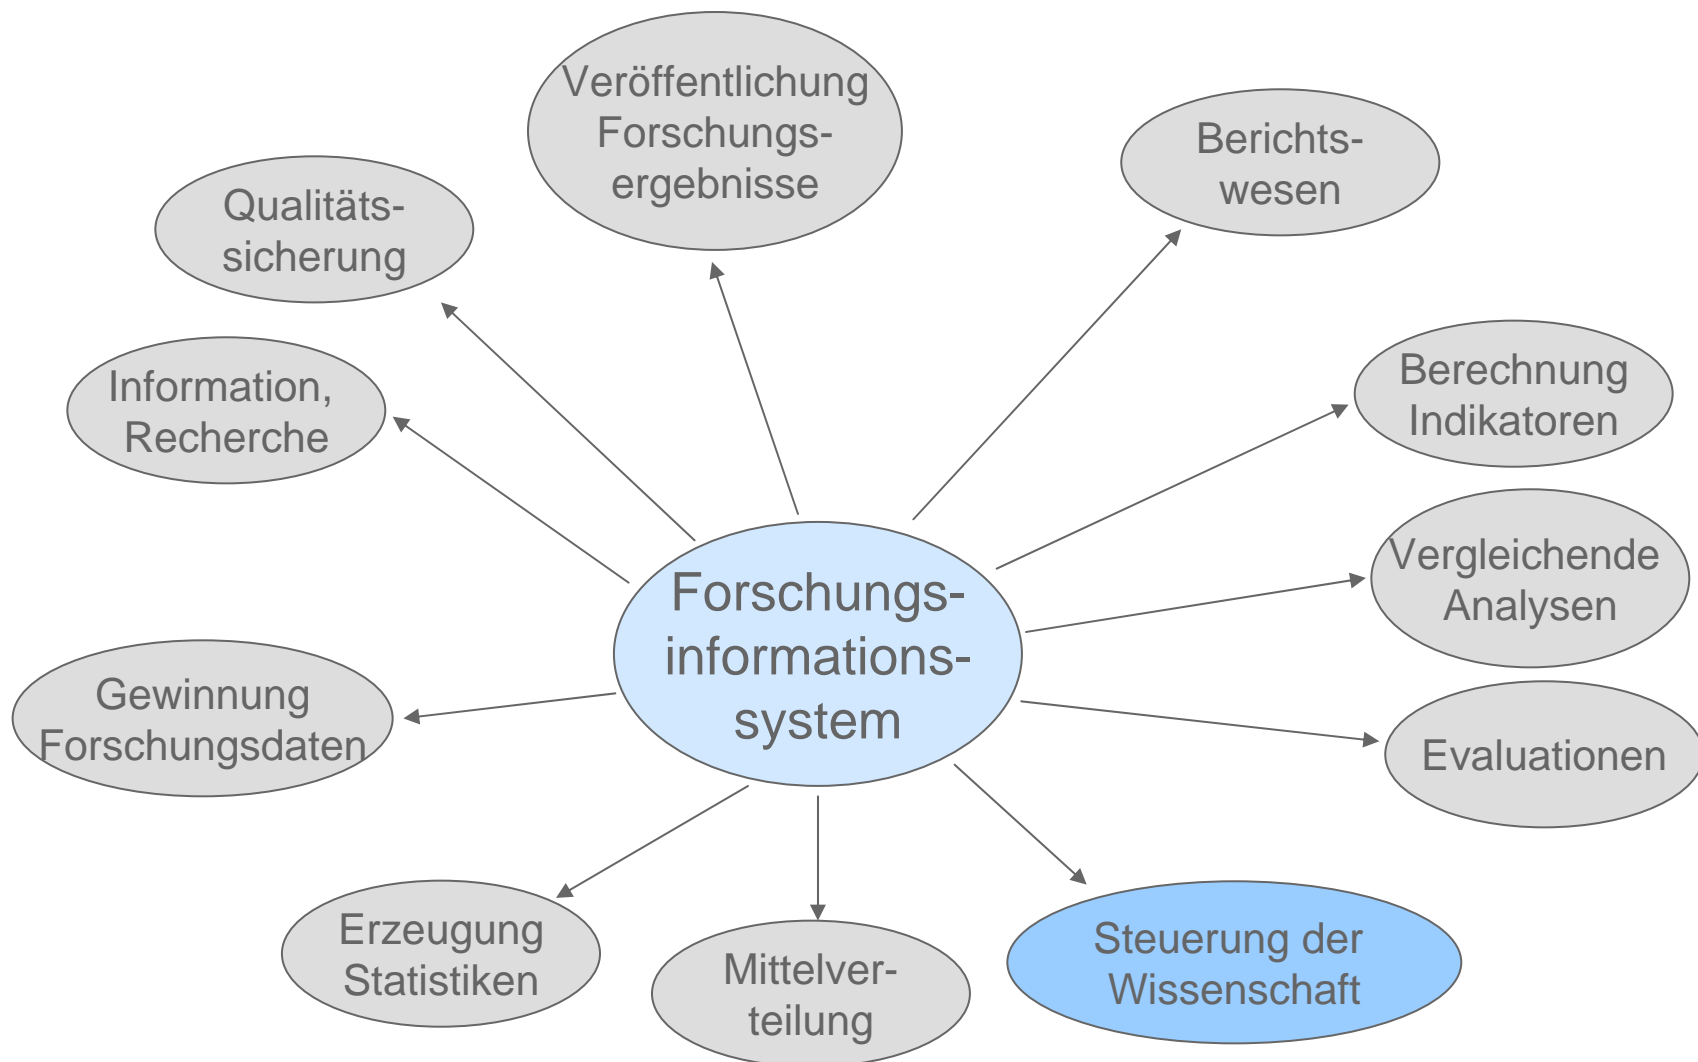 Veröffentlichung
Forschungs-
ergebnisse
Berichts-
wesen
Qualitäts-
sicherung
Information,
Recherche
Berechnung
Indikatoren
Vergleichende
Analysen
Forschungs-
informations-
system
Gewinnung
Forschungsdaten
Evaluationen
Erzeugung
Statistiken
Mittelver-
teilung
Steuerung der
Wissenschaft